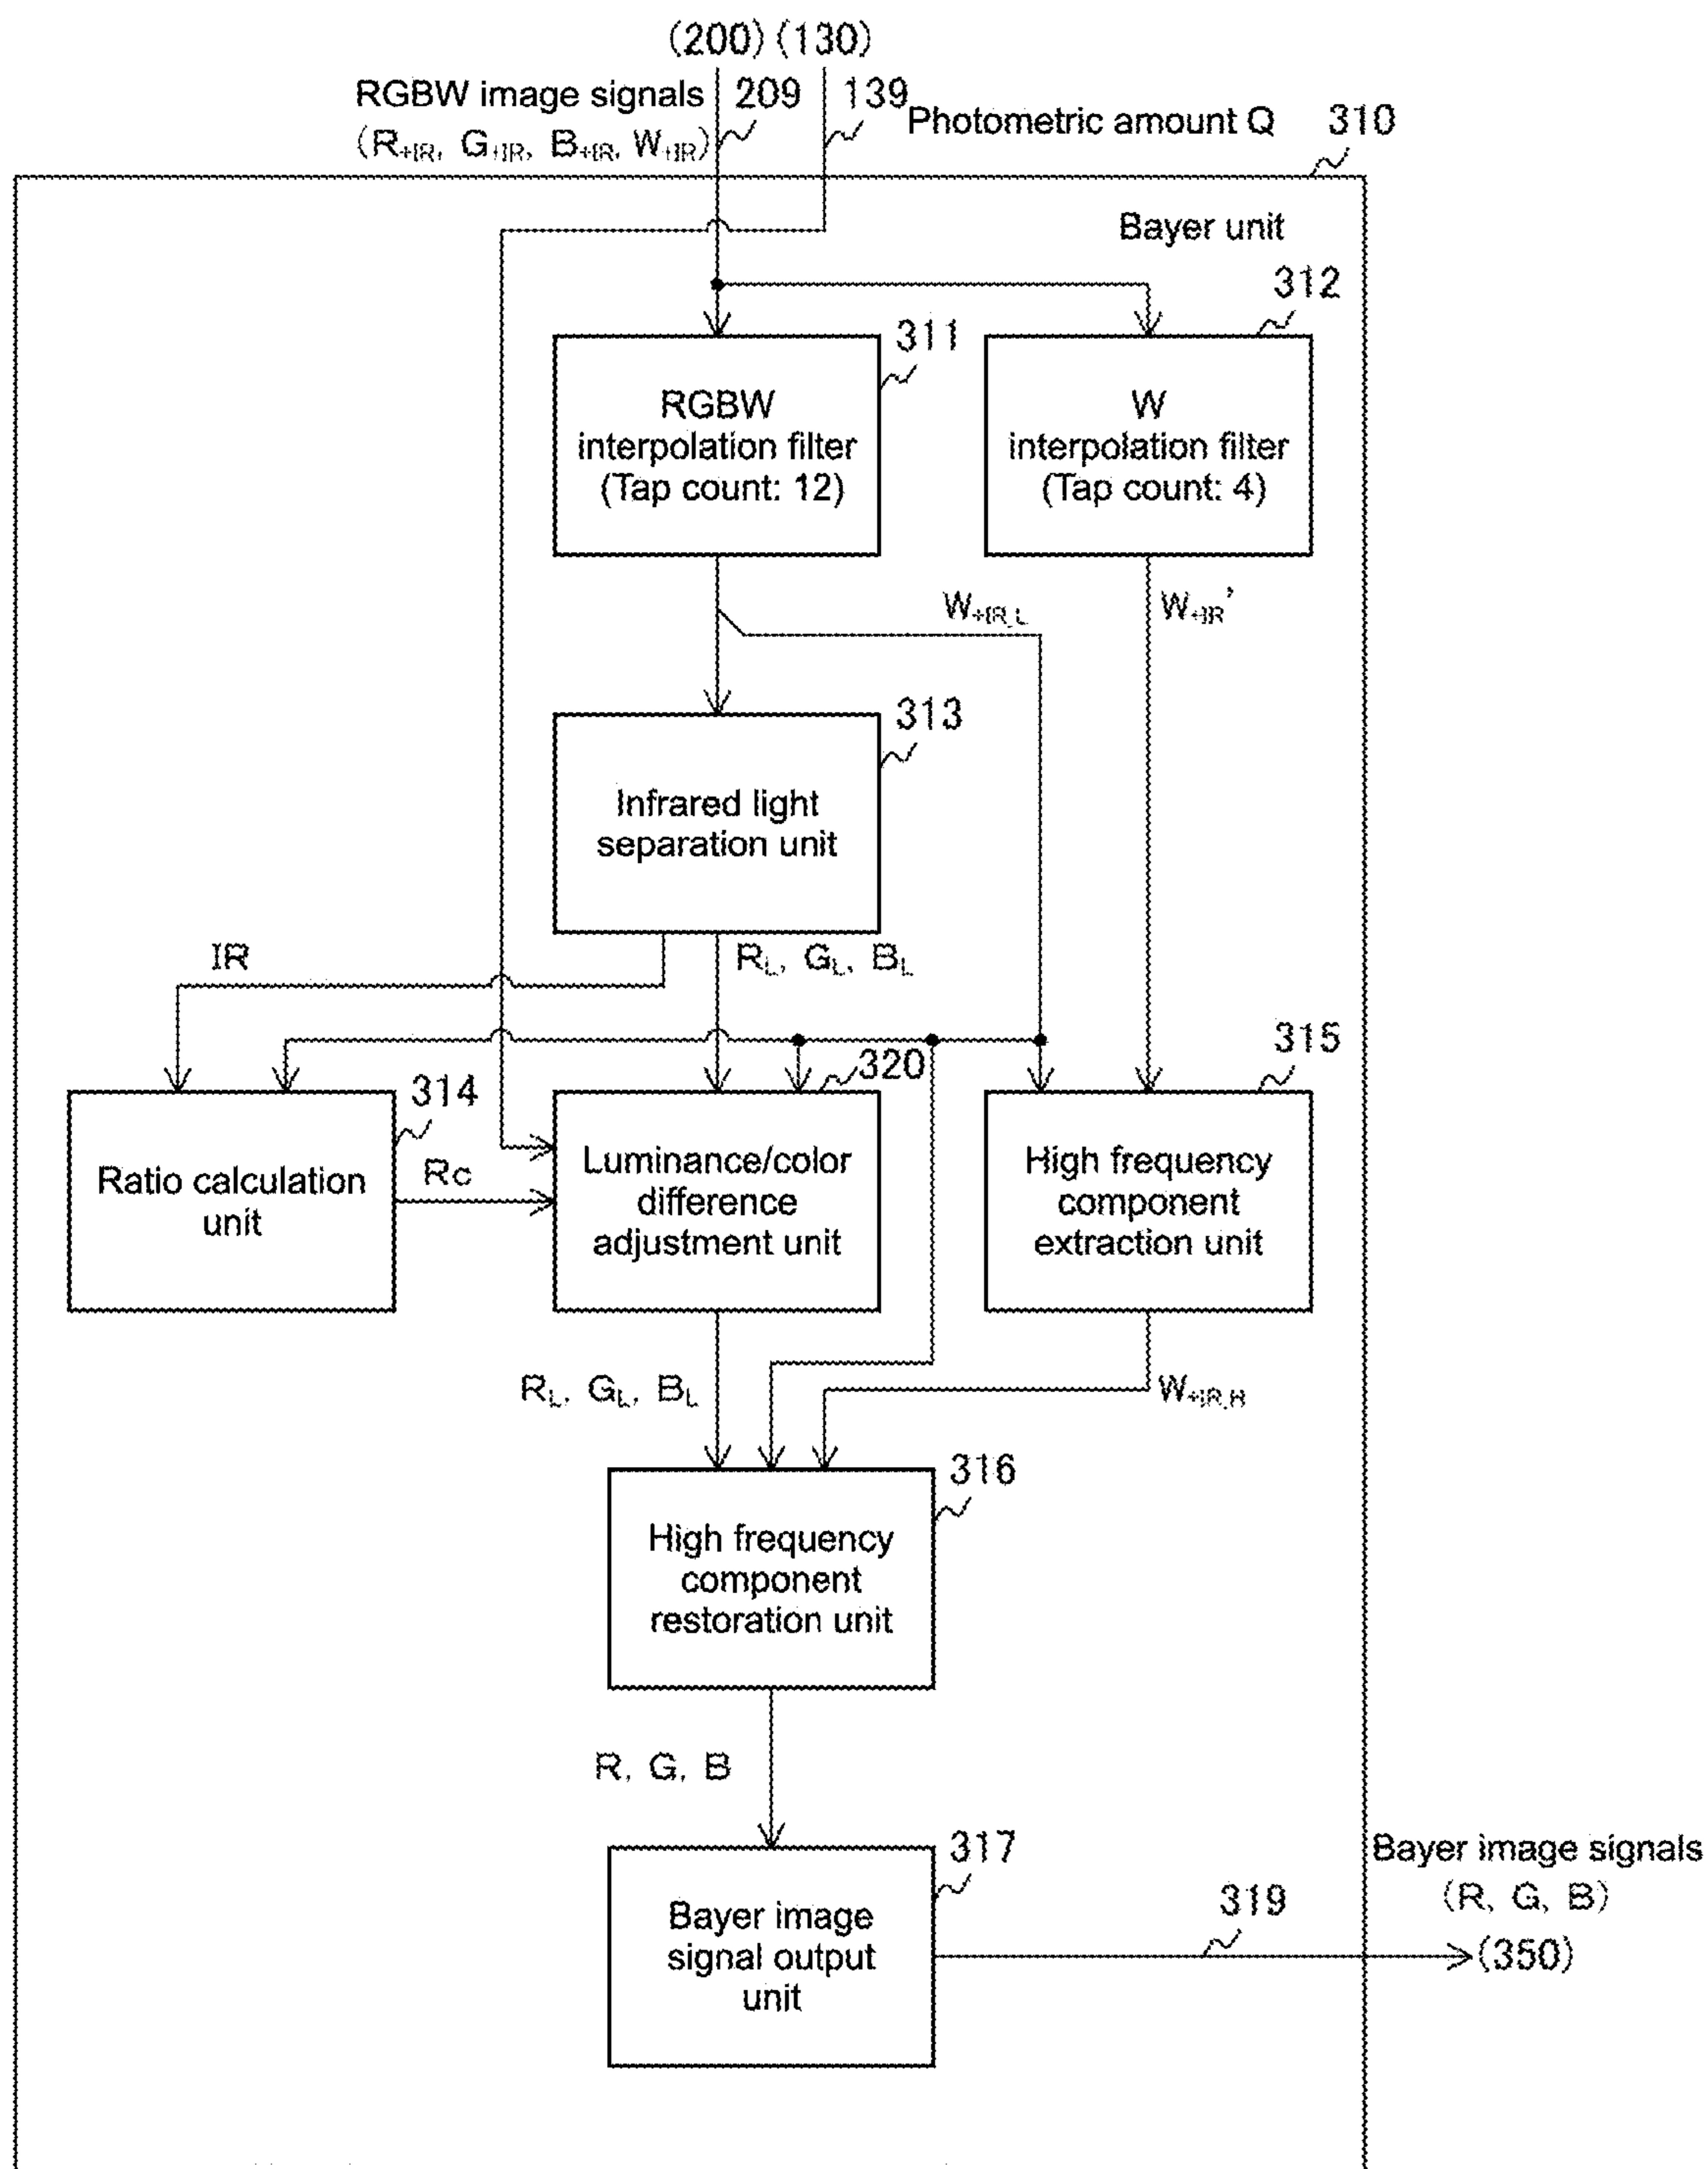 (200) (130)
RGBW image signals 209 139 Photometric amount Q 310
(R+IR, G+IR, B+IR, W+IR)
Bayer unit
312
311
RGBW
interpolation filter
(Tap count: 12)
W
interpolation filter
(Tap count: 4)
W+IR_L
W+IR'
313
Infrared light
separation unit
IR
RL, GL, BL
315
320
314
Ratio calculation
unit
Rc
Luminance/color
difference
adjustment unit
High frequency
component
extraction unit
RL, GL, BL
W+IR_H
316
High frequency
component
restoration unit
R, G, B
317
Bayer image
signal output
unit
319
Bayer image signals
(R, G, B)
(350)